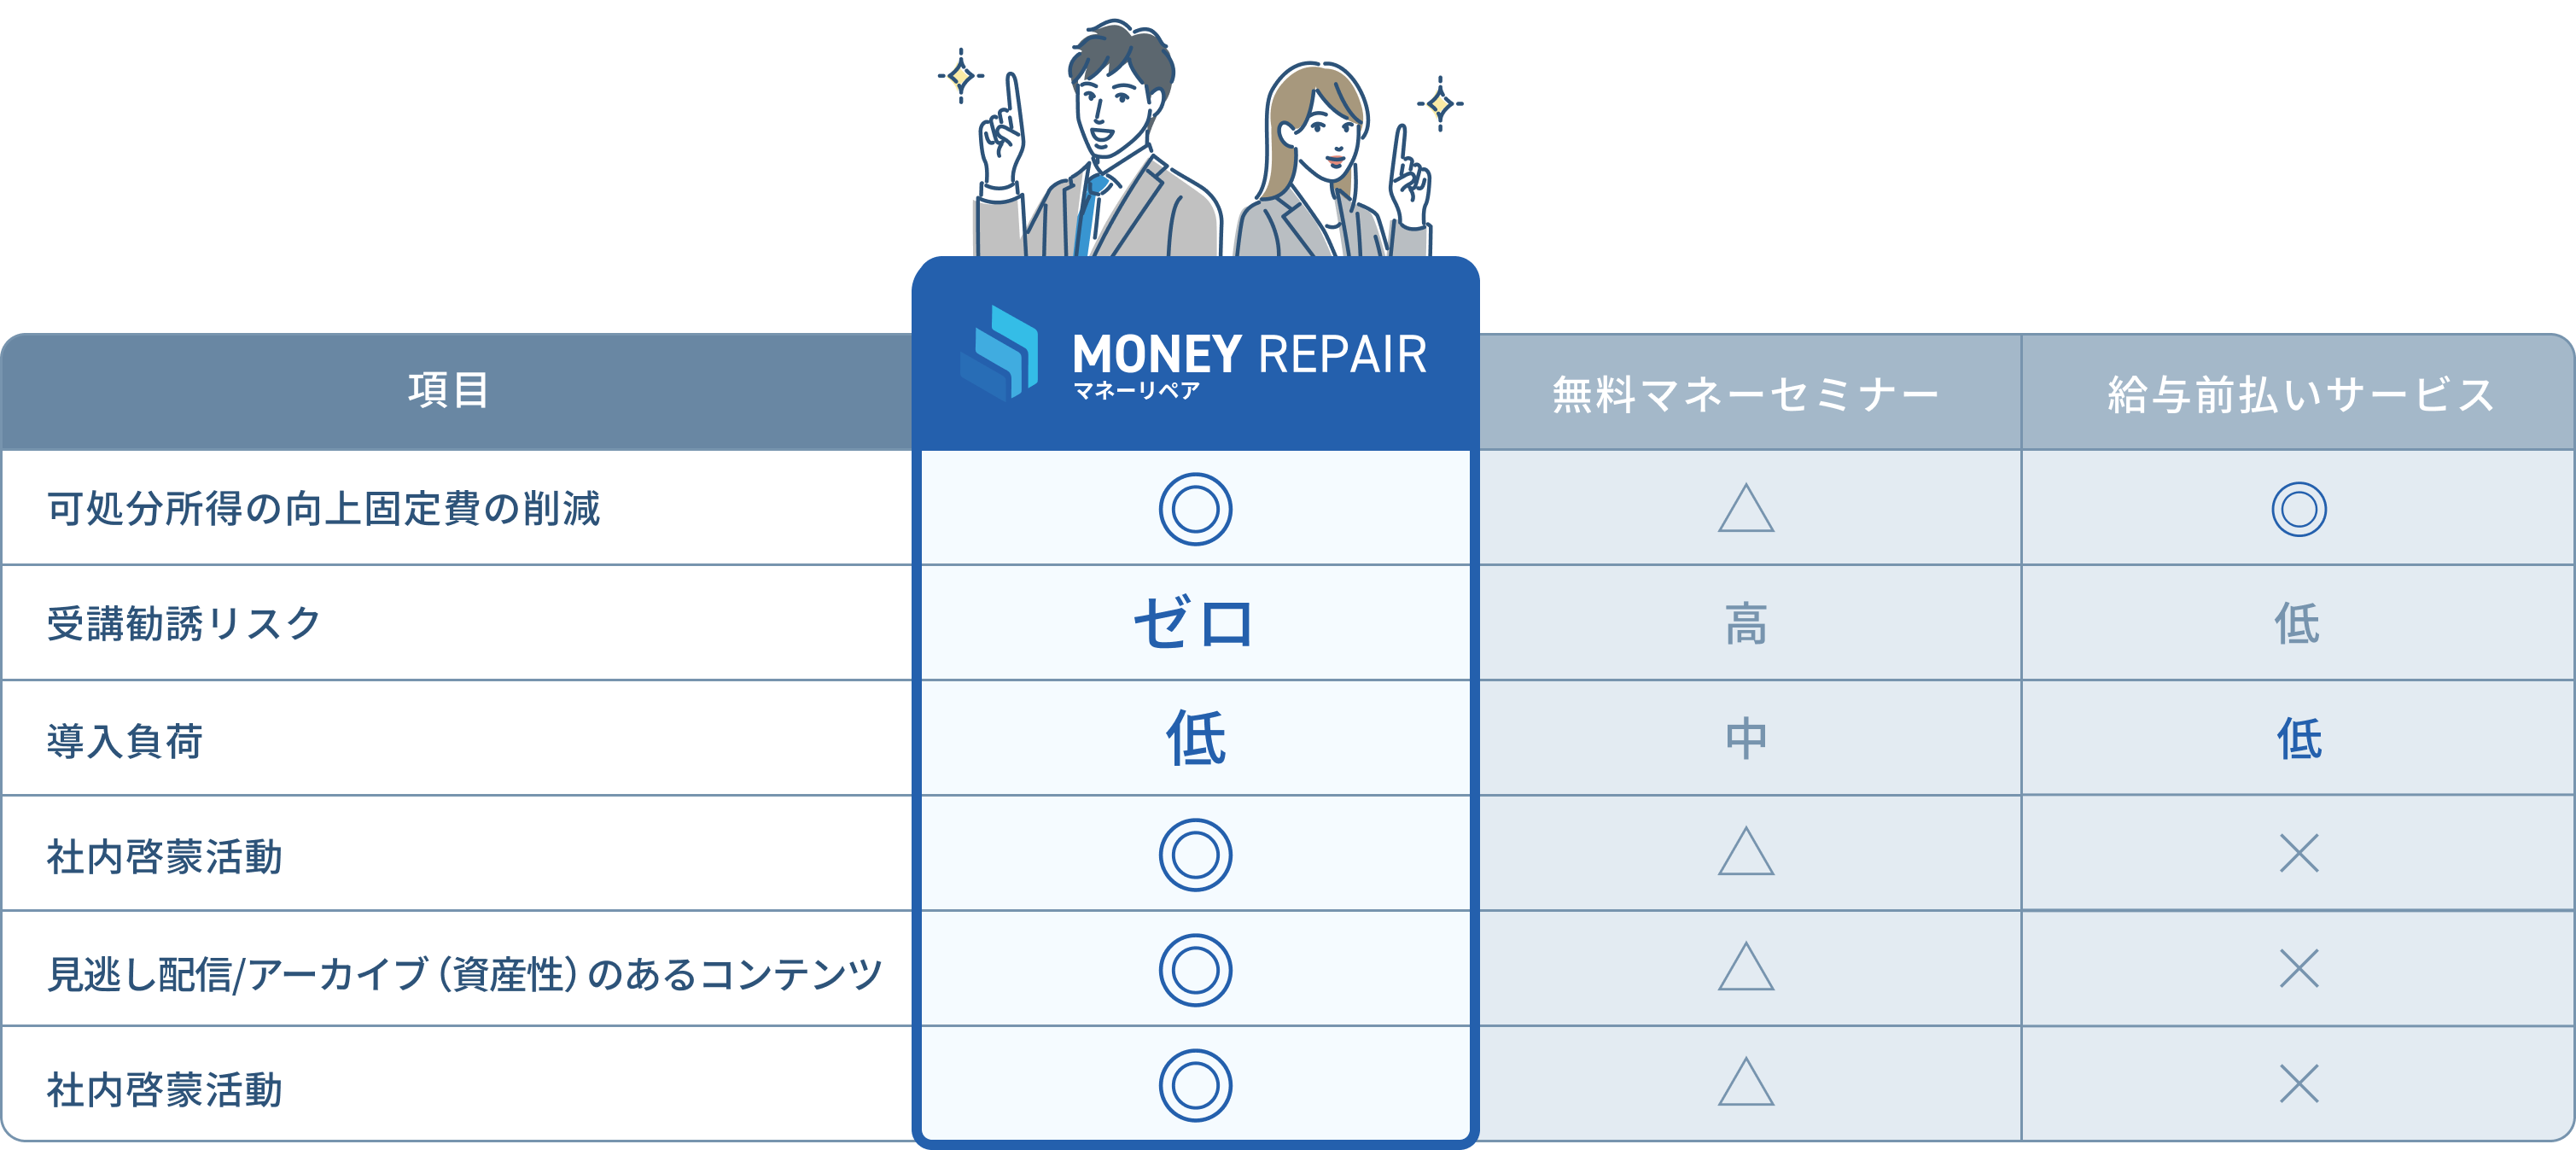 項目
MONEY REPAIR
マネーリペア
無料マネーセミナー
給与前払いサービス
可処分所得の向上固定費の削減
◎
△
◎
受講勧誘リスク
ゼロ
高
低
導入負荷
低
中
低
社内啓蒙活動
◎
△
×
見逃し配信/アーカイブ（資産性）のあるコンテンツ
◎
△
×
社内啓蒙活動
◎
△
×